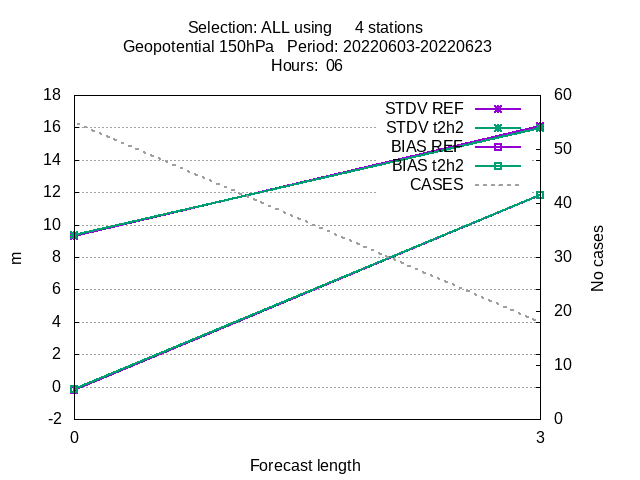 Selection: ALL using     4 stations
Geopotential 150hPa   Period: 20220603-20220623
Hours:  06
STDV REF
STDV t2h2
BIAS REF
BIAS t2h2
CASES
18
16
14
12
10
8
6
4
2
0
-2
m
60
50
40
30
20
10
0
No cases
0
3
Forecast length